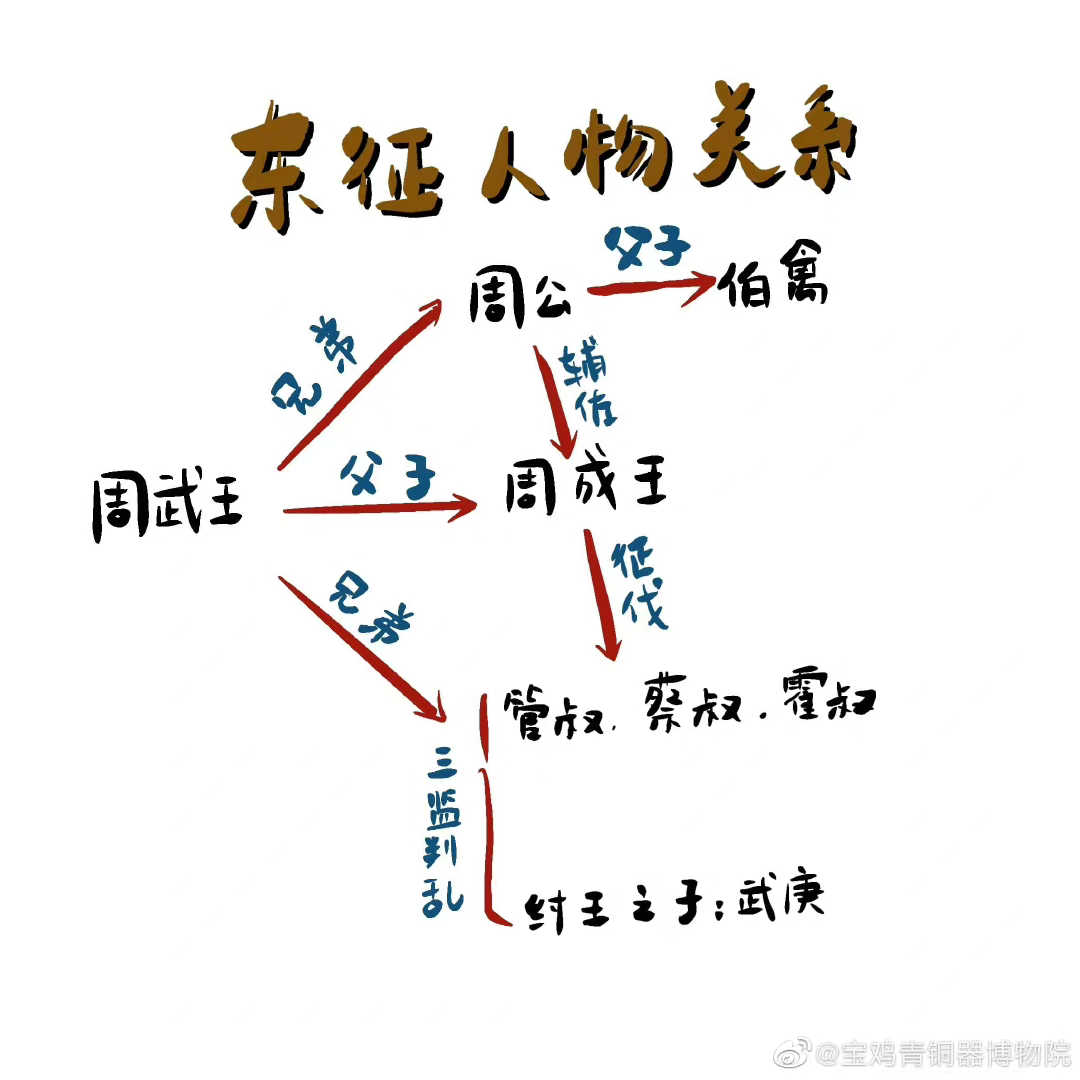 东征人物关系
父子
周公
伯禽
兄弟
辅佐
父子
周武王
周成王
兄弟
征伐
管叔.蔡叔.霍叔
三监判乱
纣王之子:武庚
@宝鸡青铜器博物院